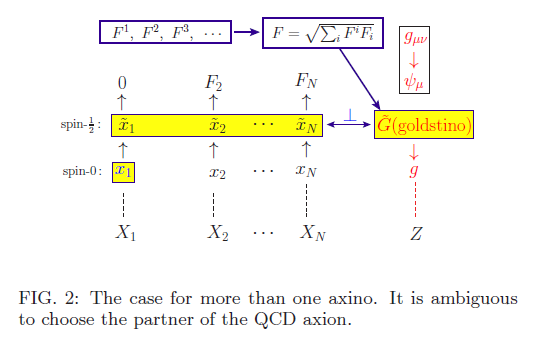 F¹, F², F³, ⋯ F = √∑ᵢ FⁱFᵢ g_μν
ψ_μ
0 F₂ F_N
spin-½: x̃₁ x̃₂ ⋯ x̃_N ⊥ G̃(goldstino)
spin-0: x₁ x₂ ⋯ x_N g
X₁ X₂ ⋯ X_N Z
FIG. 2: The case for more than one axino. It is ambiguous
to choose the partner of the QCD axion.